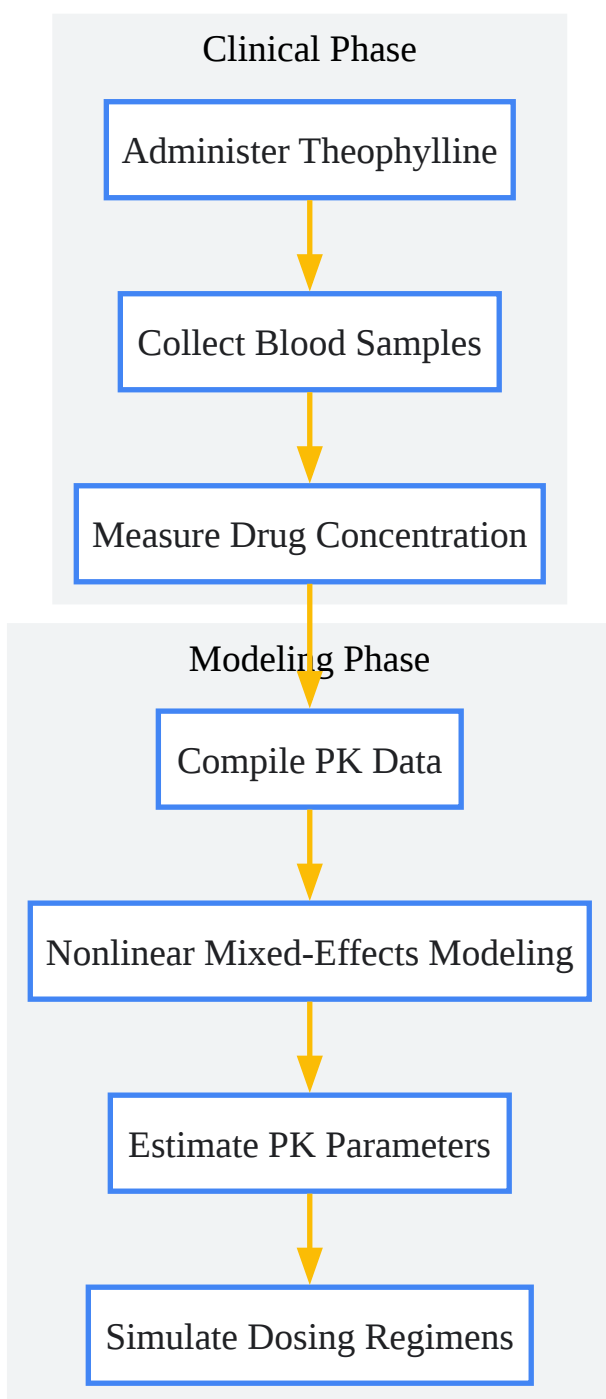 Clinical Phase
Administer Theophylline
Collect Blood Samples
Measure Drug Concentration
Modeling Phase
Compile PK Data
Nonlinear Mixed-Effects Modeling
Estimate PK Parameters
Simulate Dosing Regimens